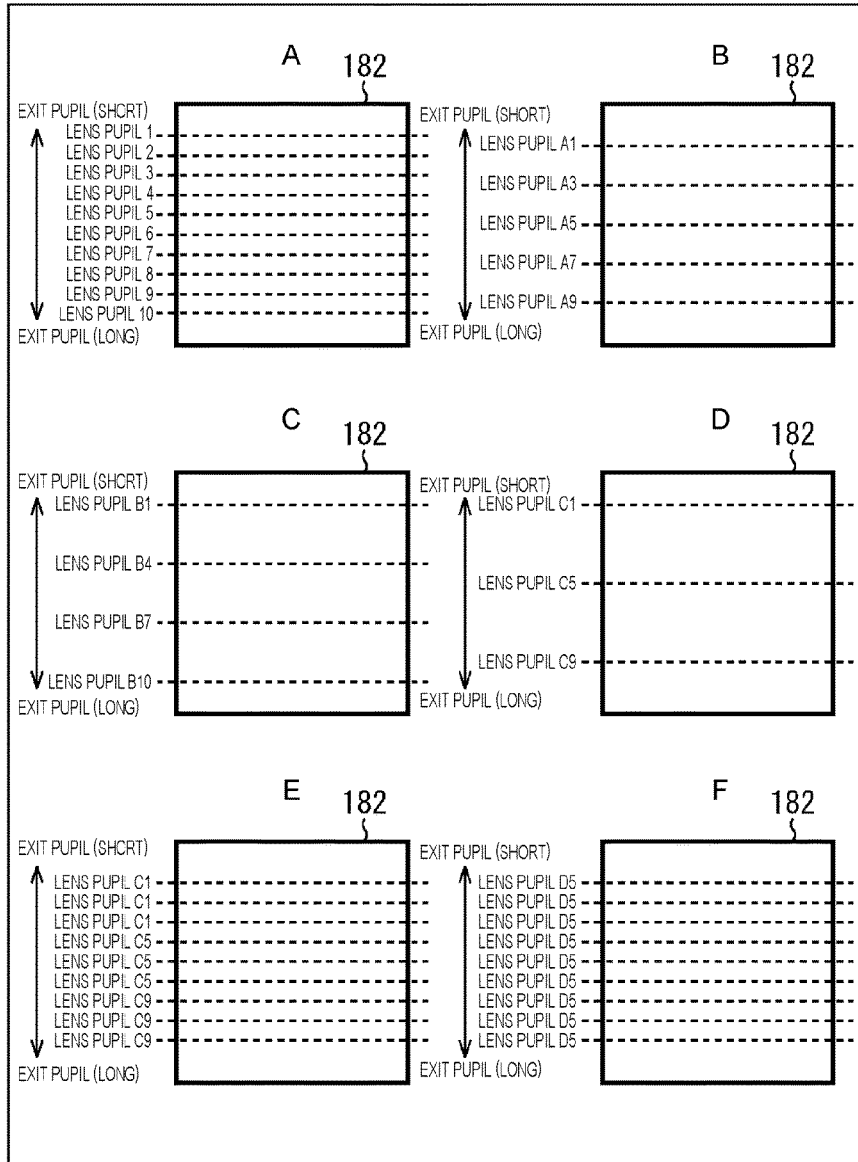 A
182
EXIT PUPIL (SHORT)
LENS PUPIL 1
LENS PUPIL 2
LENS PUPIL 3
LENS PUPIL 4
LENS PUPIL 5
LENS PUPIL 6
LENS PUPIL 7
LENS PUPIL 8
LENS PUPIL 9
LENS PUPIL 10
EXIT PUPIL (LONG)
B
182
EXIT PUPIL (SHORT)
LENS PUPIL A1
LENS PUPIL A3
LENS PUPIL A5
LENS PUPIL A7
LENS PUPIL A9
EXIT PUPIL (LONG)
C
182
EXIT PUPIL (SHORT)
LENS PUPIL B1
LENS PUPIL B4
LENS PUPIL B7
LENS PUPIL B10
EXIT PUPIL (LONG)
D
182
EXIT PUPIL (SHORT)
LENS PUPIL C1
LENS PUPIL C5
LENS PUPIL C9
EXIT PUPIL (LONG)
E
182
EXIT PUPIL (SHORT)
LENS PUPIL C1
LENS PUPIL C1
LENS PUPIL C1
LENS PUPIL C5
LENS PUPIL C5
LENS PUPIL C5
LENS PUPIL C9
LENS PUPIL C9
LENS PUPIL C9
EXIT PUPIL (LONG)
F
182
EXIT PUPIL (SHORT)
LENS PUPIL D5
LENS PUPIL D5
LENS PUPIL D5
LENS PUPIL D5
LENS PUPIL D5
LENS PUPIL D5
LENS PUPIL D5
LENS PUPIL D5
LENS PUPIL D5
EXIT PUPIL (LONG)